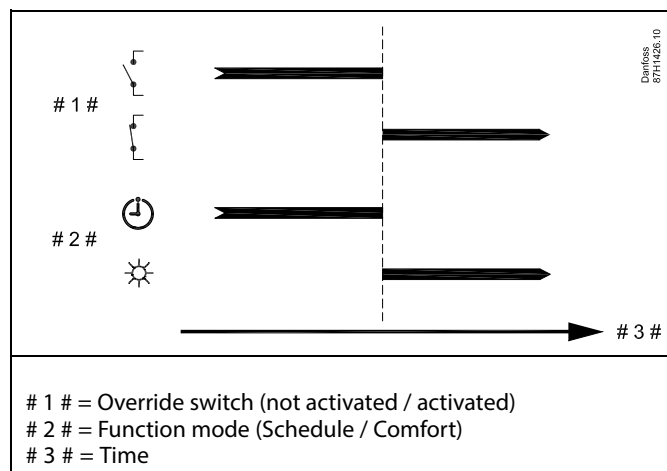 Danfoss
87H1426.10
# 1 #
# 2 #
# 3 #
# 1 # = Override switch (not activated / activated)
# 2 # = Function mode (Schedule / Comfort)
# 3 # = Time